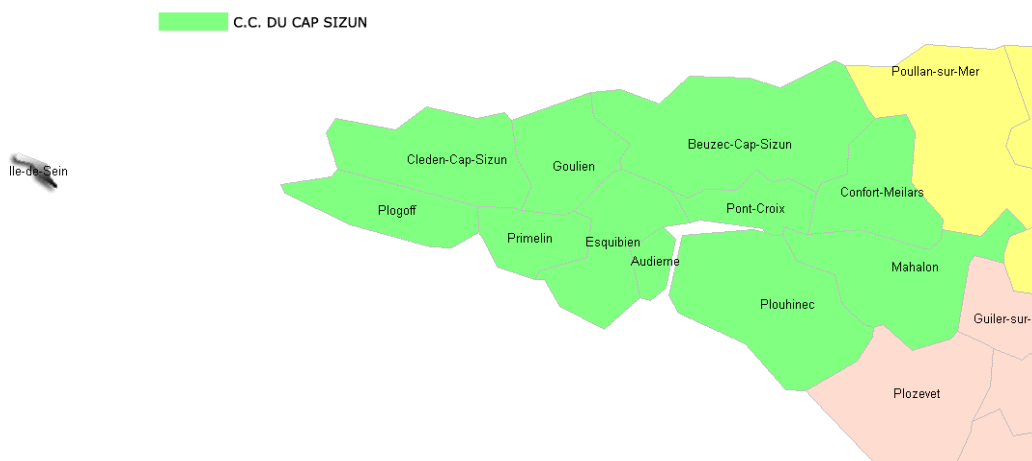 C.C. DU CAP SIZUN
Poullan-sur-Mer
Beuzec-Cap-Sizun
Cleden-Cap-Sizun
Goulien
Ile-de-Sein
Confort-Meilars
Plogoff
Pont-Croix
Primelin
Esquibien
Audierne
Mahalon
Plouhinec
Guiler-sur-
Plozevet